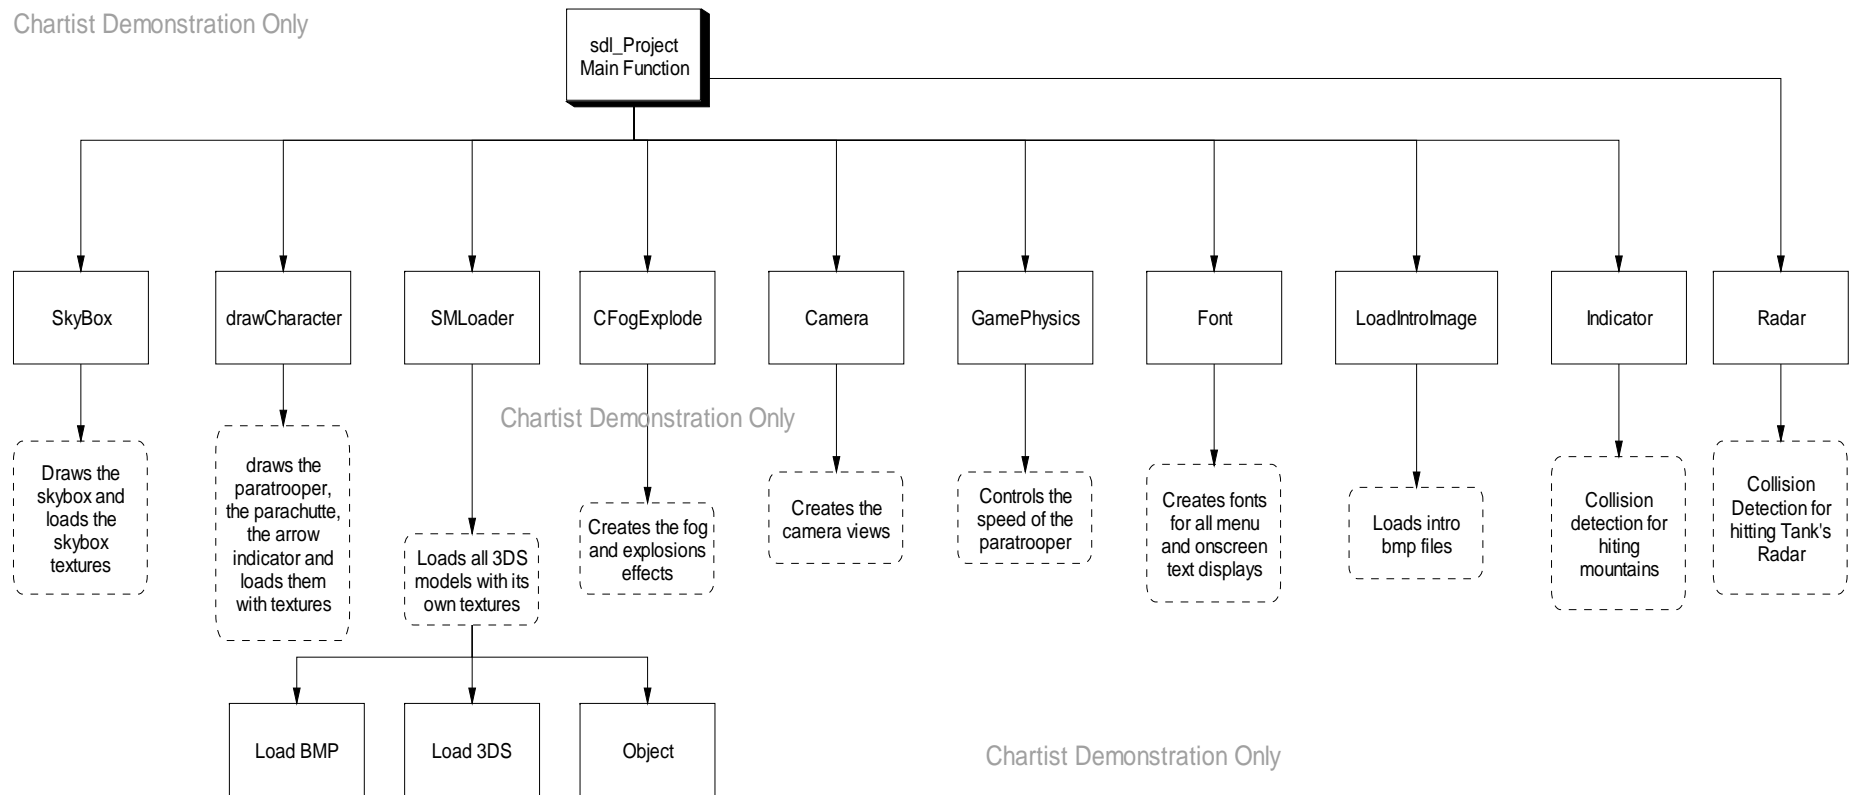 Chartist Demonstration Only
sdl_Project
Main Function
SkyBox
drawCharacter
SMLoader
CFogExplode
Camera
GamePhysics
Font
LoadIntroImage
Indicator
Radar
Chartist Demonstration Only
Draws the
skybox and
loads the
skybox
textures
draws the
paratrooper,
the parachutte,
the arrow
indicator and
loads them
with textures
Loads all 3DS
models with its
own textures
Creates the fog
and explosions
effects
Creates the
camera views
Controls the
speed of the
paratrooper
Creates fonts
for all menu
and onscreen
text displays
Loads intro
bmp files
Collision
detection for
hiting
mountains
Collision
Detection for
hitting Tank's
Radar
Load BMP
Load 3DS
Object
Chartist Demonstration Only